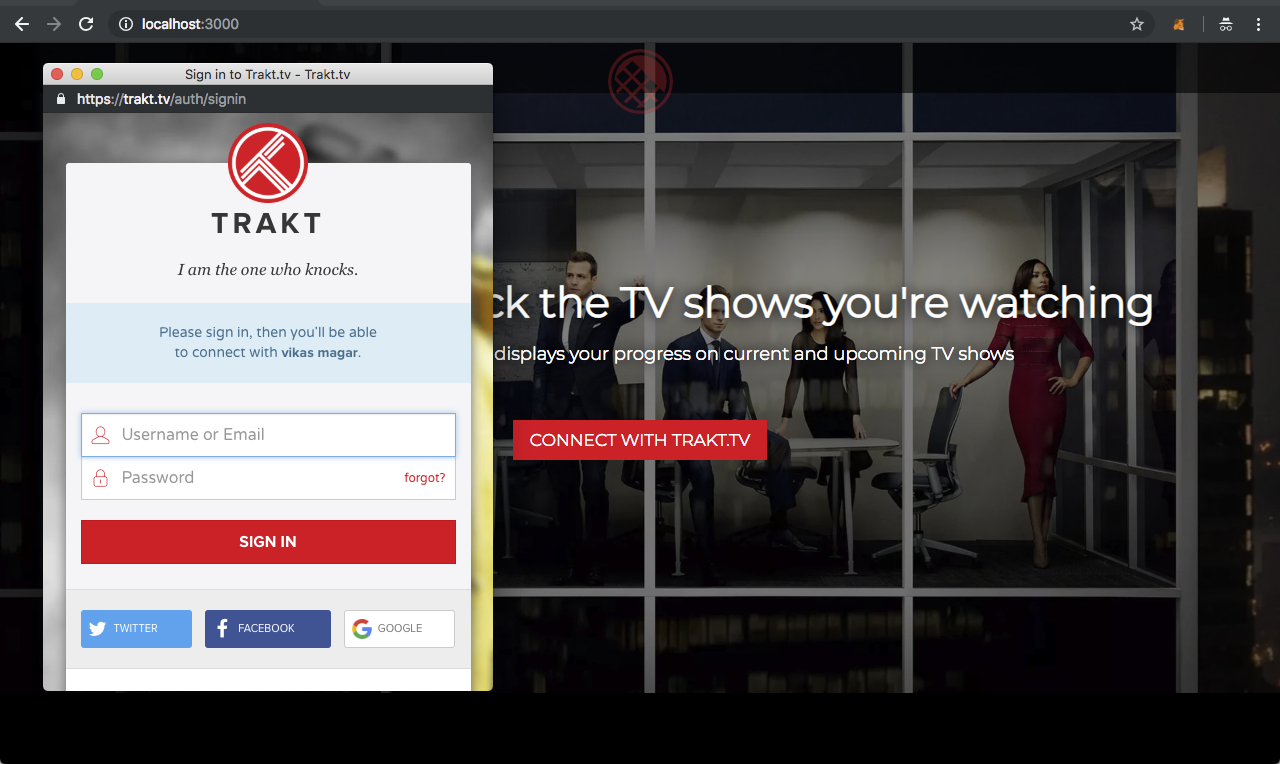 localhost:3000
Sign in to Trakt.tv - Trakt.tv
https://trakt.tv/auth/signin
TRAKT
I am the one who knocks.
Please sign in, then you'll be able
to connect with vikas magar.
Username or Email
Password
forgot?
SIGN IN
TWITTER
FACEBOOK
GOOGLE
ck the TV shows you're watching
displays your progress on current and upcoming TV shows
CONNECT WITH TRAKT.TV